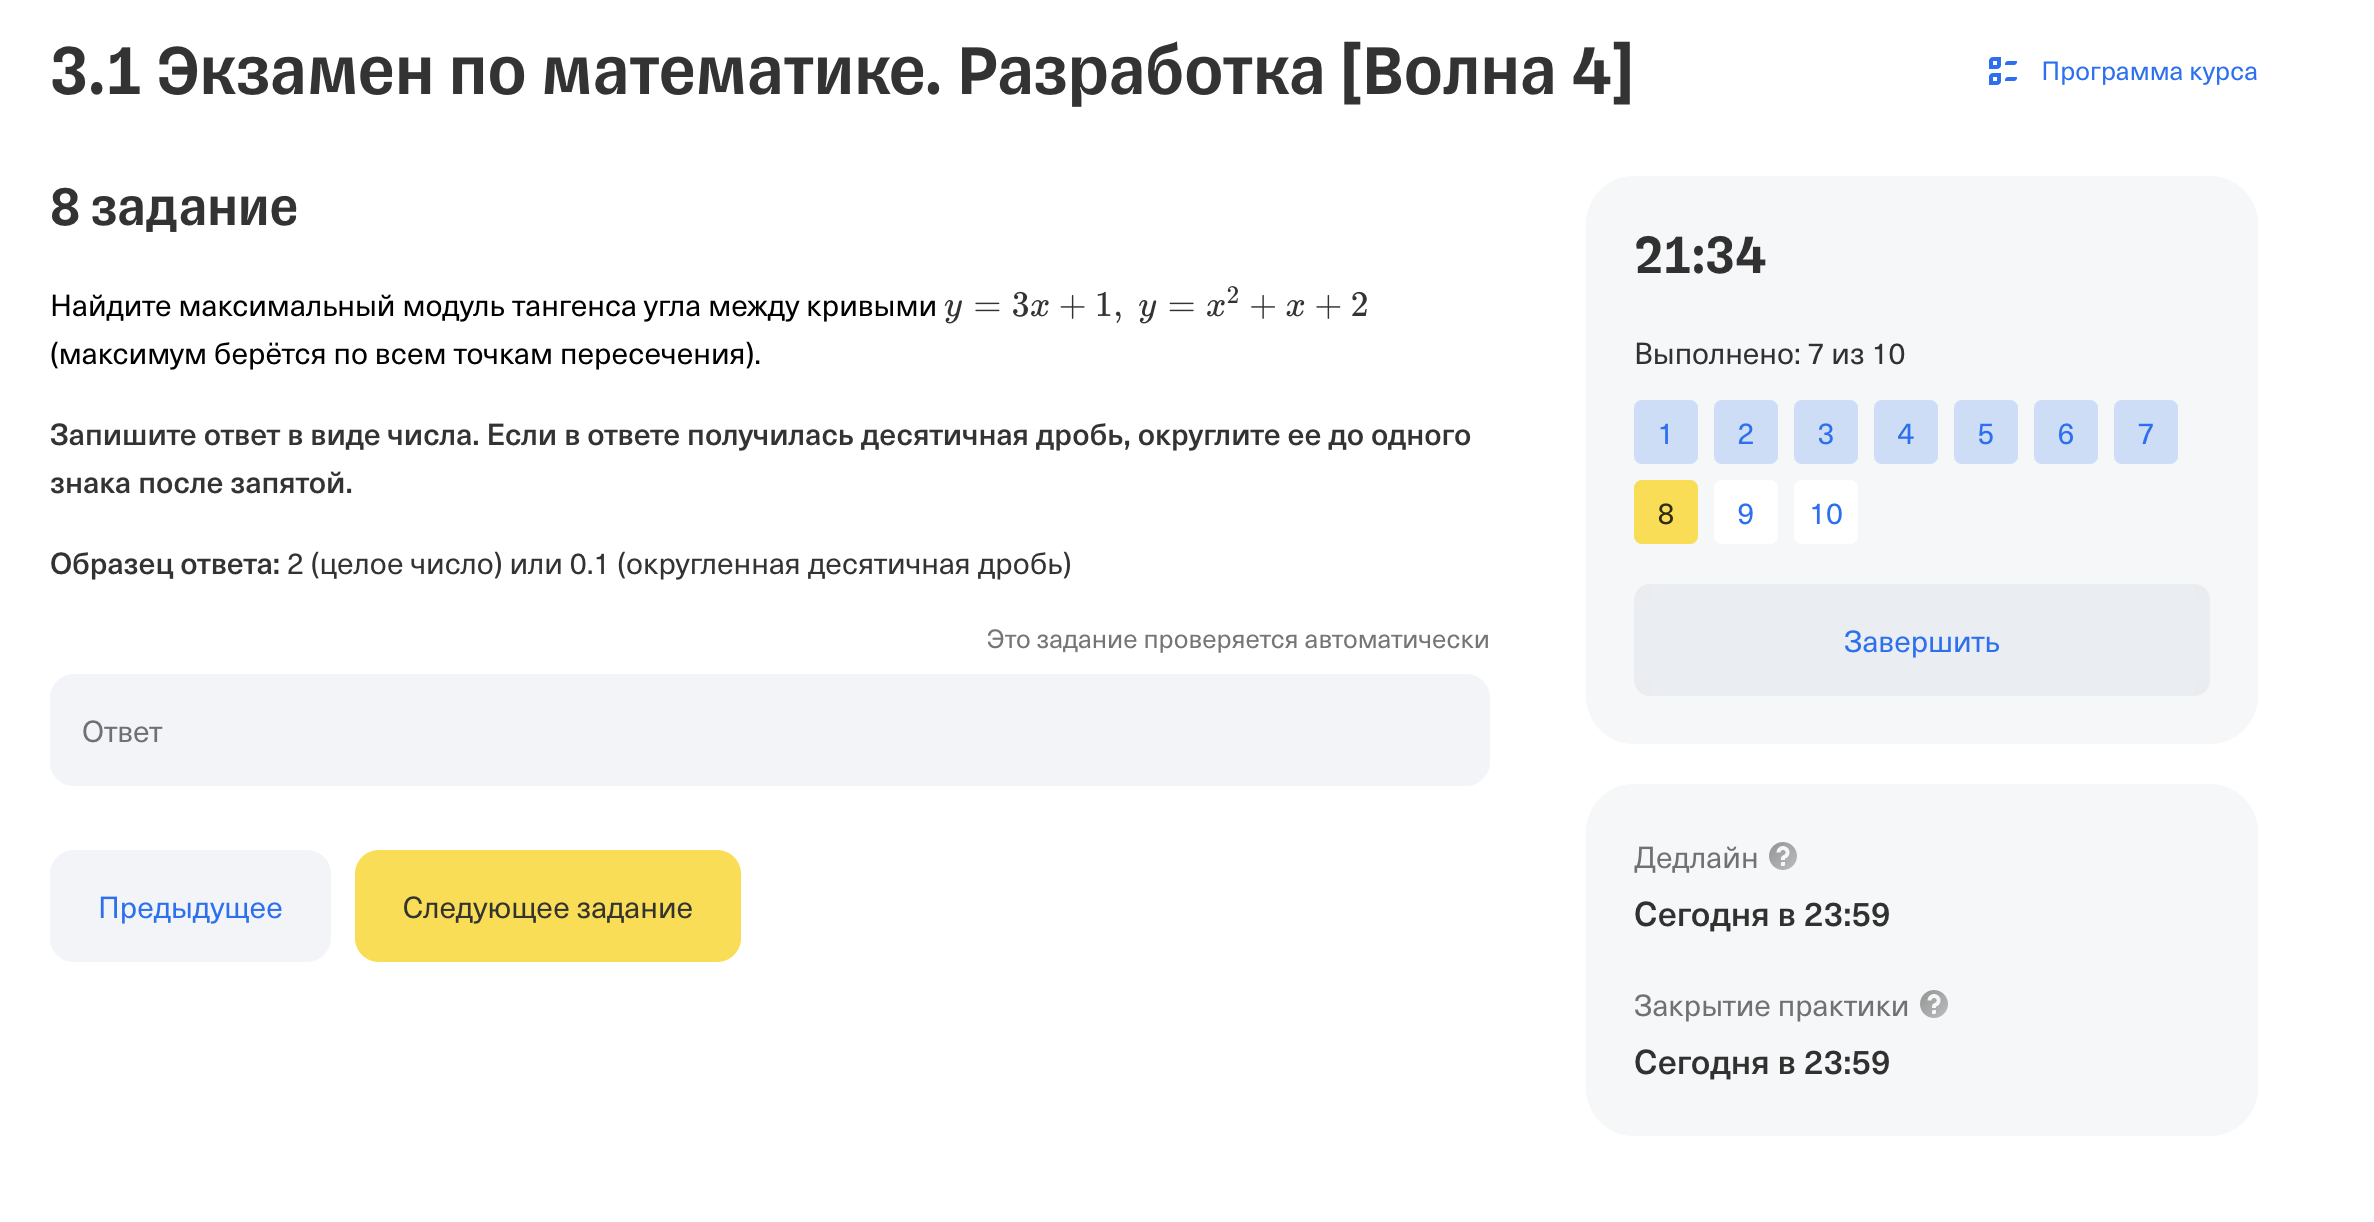 3.1 Экзамен по математике. Разработка [Волна 4]
Программа курса
8 задание
Найдите максимальный модуль тангенса угла между кривыми y = 3x + 1, y = x² + x + 2
(максимум берётся по всем точкам пересечения).
Запишите ответ в виде числа. Если в ответе получилась десятичная дробь, округлите ее до одного
знака после запятой.
Образец ответа: 2 (целое число) или 0.1 (округленная десятичная дробь)
Это задание проверяется автоматически
Ответ
Предыдущее
Следующее задание
21:34
Выполнено: 7 из 10
1 2 3 4 5 6 7
8 9 10
Завершить
Дедлайн ?
Сегодня в 23:59
Закрытие практики ?
Сегодня в 23:59